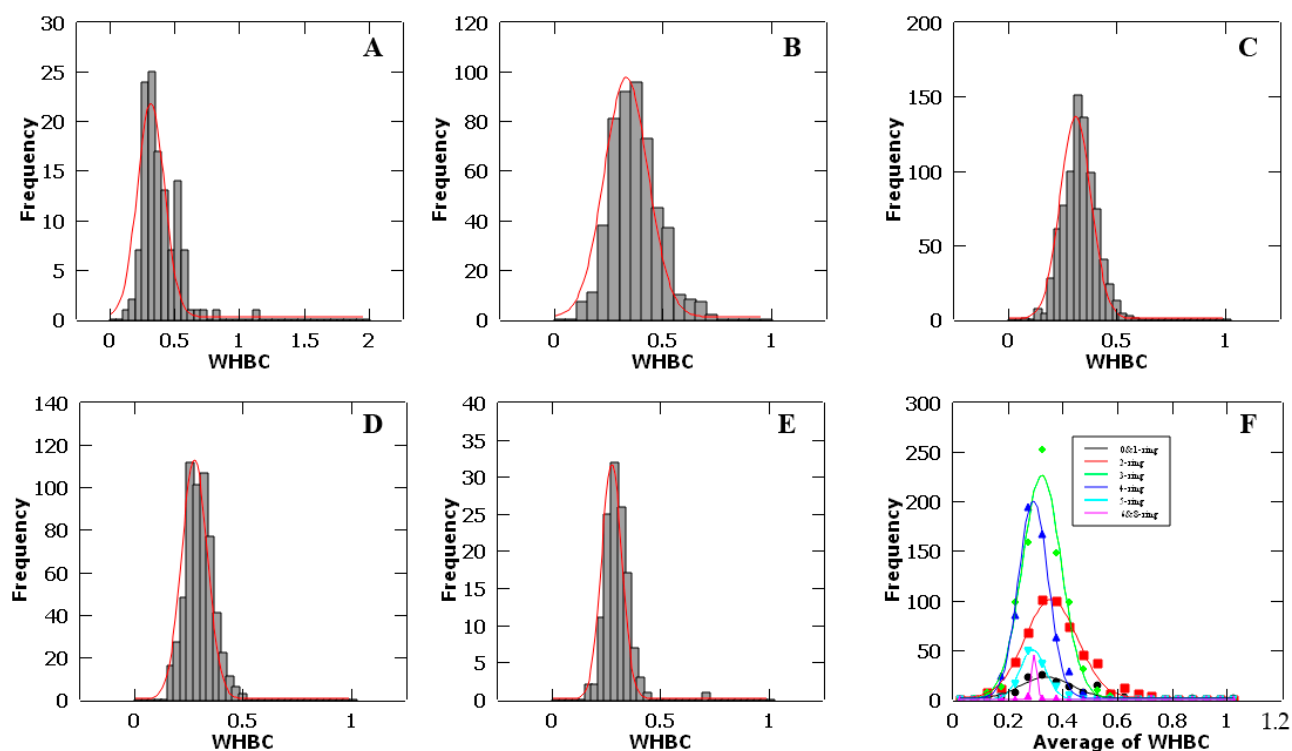 A
30
25
20
15
10
5
0
Frequency
0
0.5
1
1.5
2
WHBC
B
120
100
80
60
40
20
0
Frequency
0
0.5
1
WHBC
C
200
150
100
50
0
Frequency
0
0.5
1
WHBC
D
140
120
100
80
60
40
20
0
Frequency
0
0.5
1
WHBC
E
40
35
30
25
20
15
10
5
0
Frequency
0
0.5
1
WHBC
F
300
250
200
150
100
50
0
Frequency
0&1-ring
2-ring
3-ring
4-ring
5-ring
6&8-ring
0
0.2
0.4
0.6
0.8
1
1.2
Average of WHBC